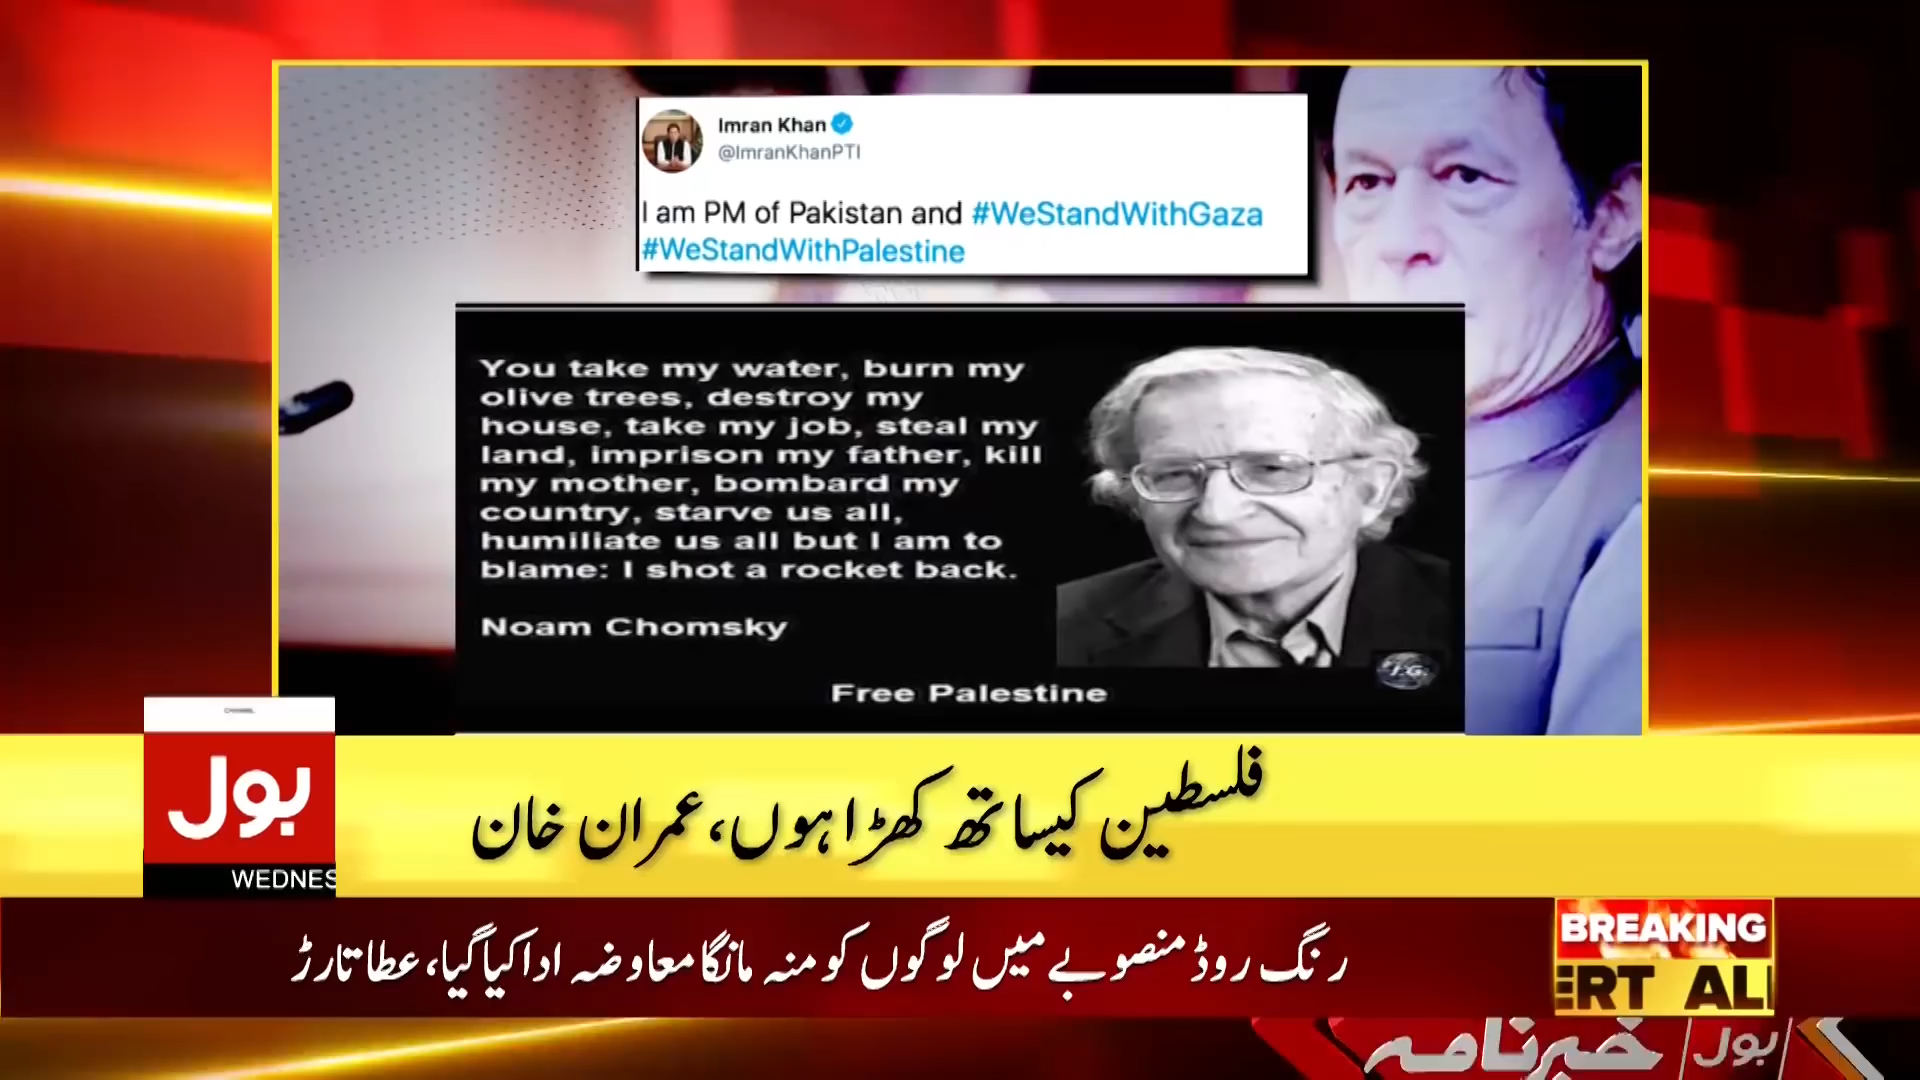 Imran Khan
@ImranKhanPTI
I am PM of Pakistan and #WeStandWithGaza
#WeStandWithPalestine
You take my water, burn my
olive trees, destroy my
house, take my job, steal my
land, imprison my father, kill
my mother, bombard my
country, starve us all,
humiliate us all but I am to
blame: I shot a rocket back.
Noam Chomsky
Free Palestine
CHANNEL
بول
WEDNES
فلسطین کیساتھ کھڑا ہوں، عمران خان
رنگ روڈ منصوبے میں لوگوں کو منہ مانگا معاوضہ ادا کیا گیا، عطا تارڑ
BREAKING
ERT AL
خبرنامہ
بول